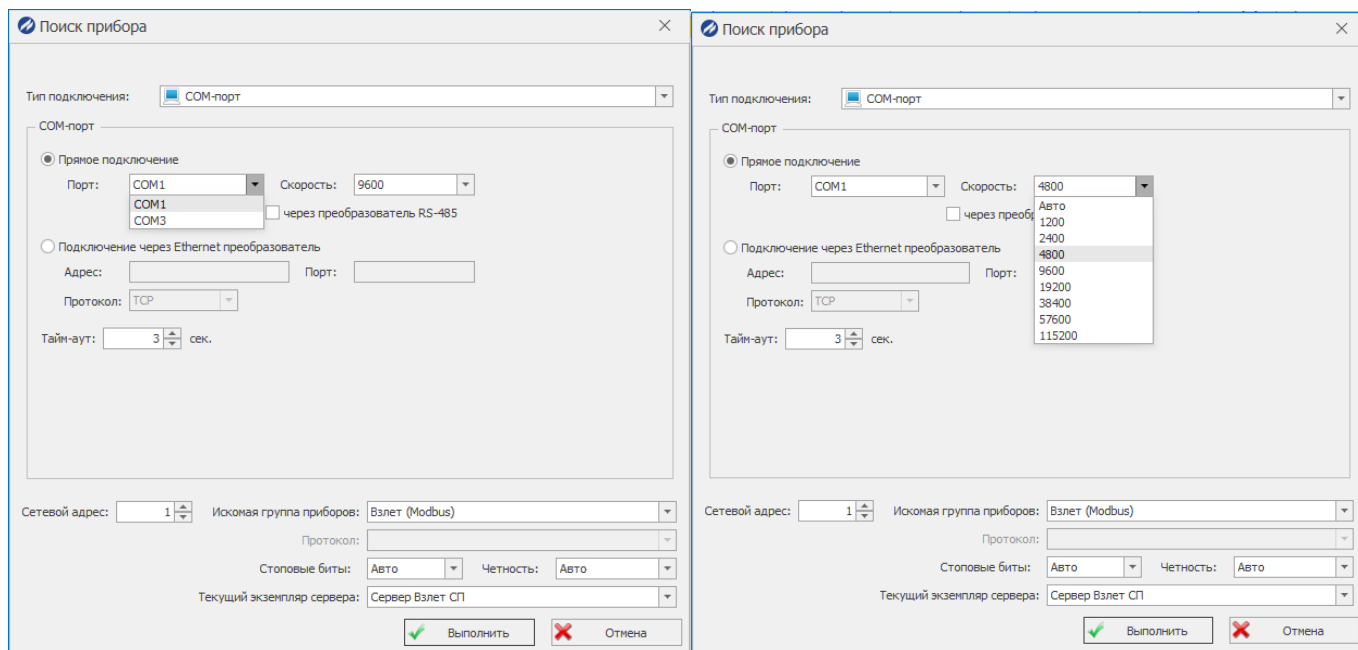 Поиск прибора
Тип подключения: COM-порт
COM-порт
Прямое подключение
Порт: COM1 Скорость: 9600
COM1
COM3
через преобразователь RS-485
Подключение через Ethernet преобразователь
Адрес: Порт:
Протокол: TCP
Тайм-аут: 3 сек.
Сетевой адрес: 1 Искомая группа приборов: Взлет (Modbus)
Протокол:
Стоповые биты: Авто Четность: Авто
Текущий экземпляр сервера: Сервер Взлет СП
Выполнить Отмена
Поиск прибора
Тип подключения: COM-порт
COM-порт
Прямое подключение
Порт: COM1 Скорость: 4800
Авто
1200
2400
4800
9600
19200
38400
57600
115200
через преоб
Подключение через Ethernet преобразователь
Адрес: Порт:
Протокол: TCP
Тайм-аут: 3 сек.
Сетевой адрес: 1 Искомая группа приборов: Взлет (Modbus)
Протокол:
Стоповые биты: Авто Четность: Авто
Текущий экземпляр сервера: Сервер Взлет СП
Выполнить Отмена